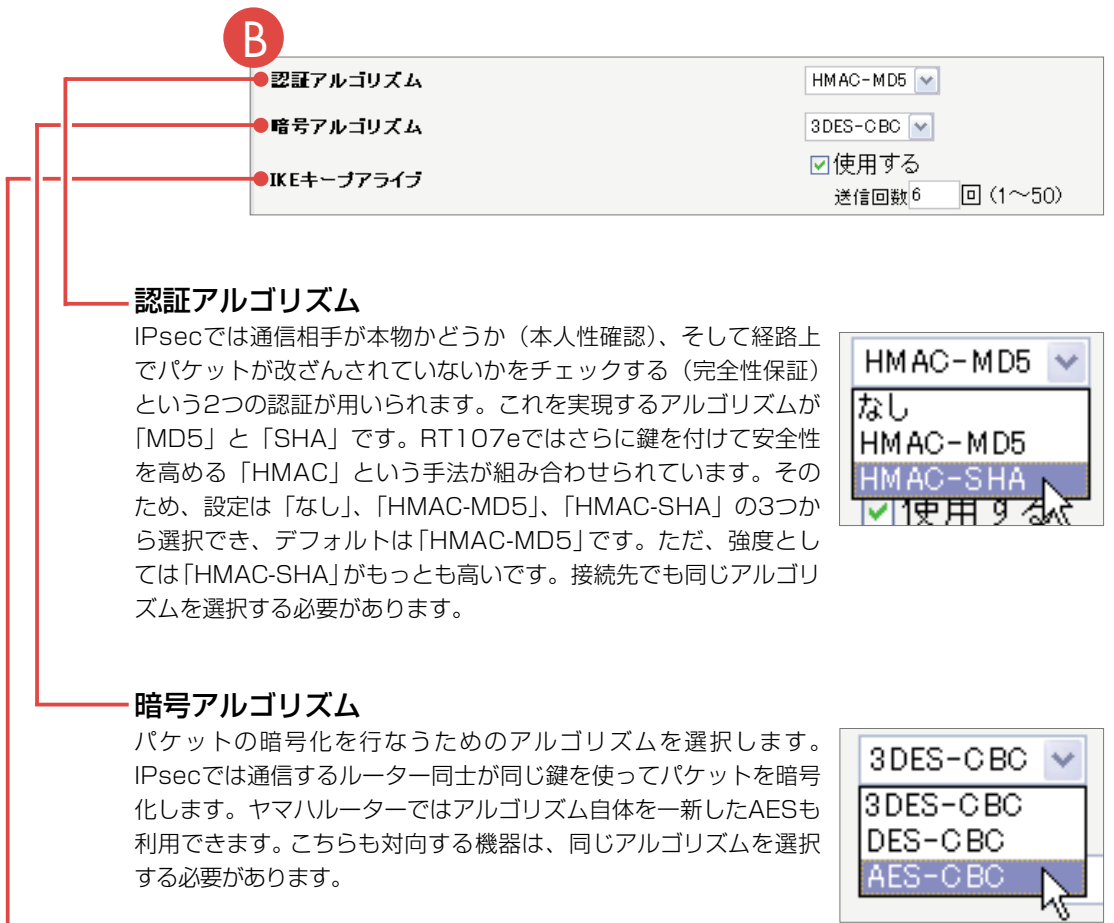 B
認証アルゴリズム HMAC-MD5
暗号アルゴリズム 3DES-CBC
IKEキープアライブ 使用する
送信回数 6 回 (1～50)
認証アルゴリズム
IPsecでは通信相手が本物かどうか（本人性確認）、そして経路上
でパケットが改ざんされていないかをチェックする（完全性保証）
という2つの認証が用いられます。これを実現するアルゴリズムが
「MD5」と「SHA」です。RT107eではさらに鍵を付けて安全性
を高める「HMAC」という手法が組み合わせられています。その
ため、設定は「なし」、「HMAC-MD5」、「HMAC-SHA」の3つか
ら選択でき、デフォルトは「HMAC-MD5」です。ただ、強度とし
ては「HMAC-SHA」がもっとも高いです。接続先でも同じアルゴリ
ズムを選択する必要があります。
HMAC-MD5
なし
HMAC-MD5
HMAC-SHA
使用する
暗号アルゴリズム
パケットの暗号化を行なうためのアルゴリズムを選択します。
IPsecでは通信するルーター同士が同じ鍵を使ってパケットを暗号
化します。ヤマハルーターではアルゴリズム自体を一新したAESも
利用できます。こちらも対向する機器は、同じアルゴリズムを選択
する必要があります。
3DES-CBC
3DES-CBC
DES-CBC
AES-CBC